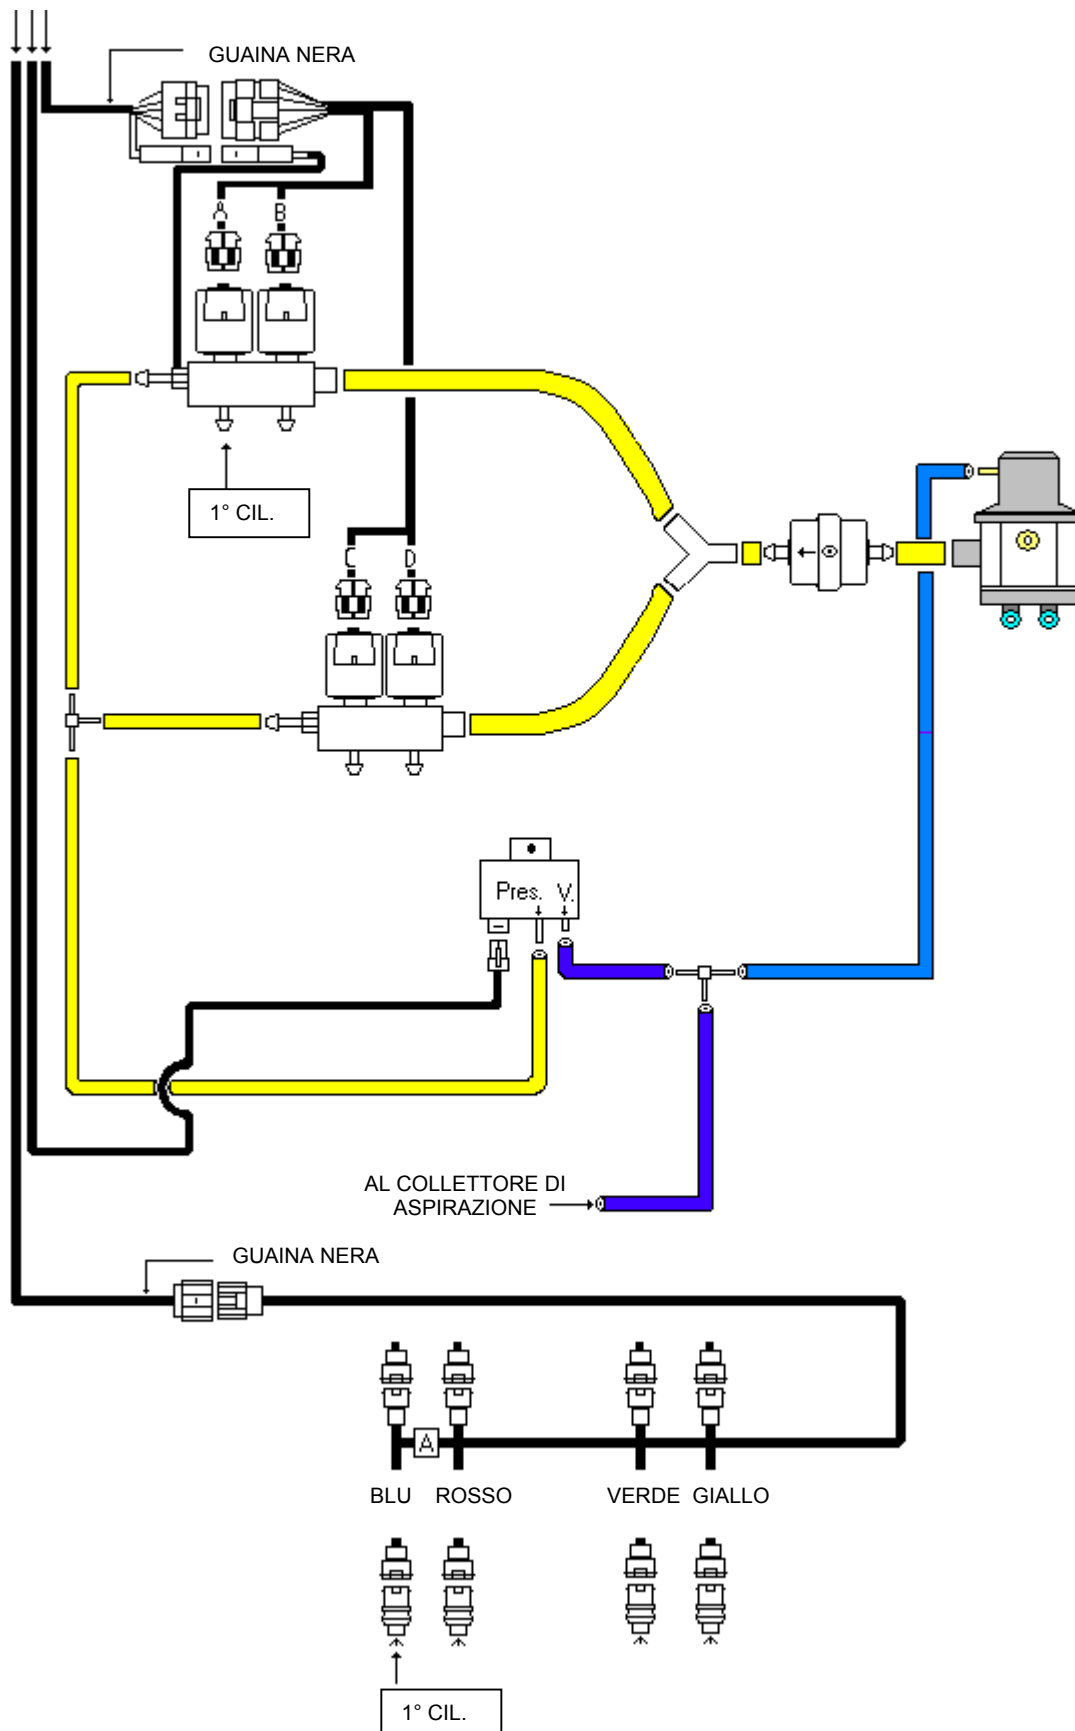 GUAINA NERA
A B
1° CIL.
C D
Pres. V.
AL COLLETTORE DI
ASPIRAZIONE
GUAINA NERA
A
BLU ROSSO VERDE GIALLO
1° CIL.